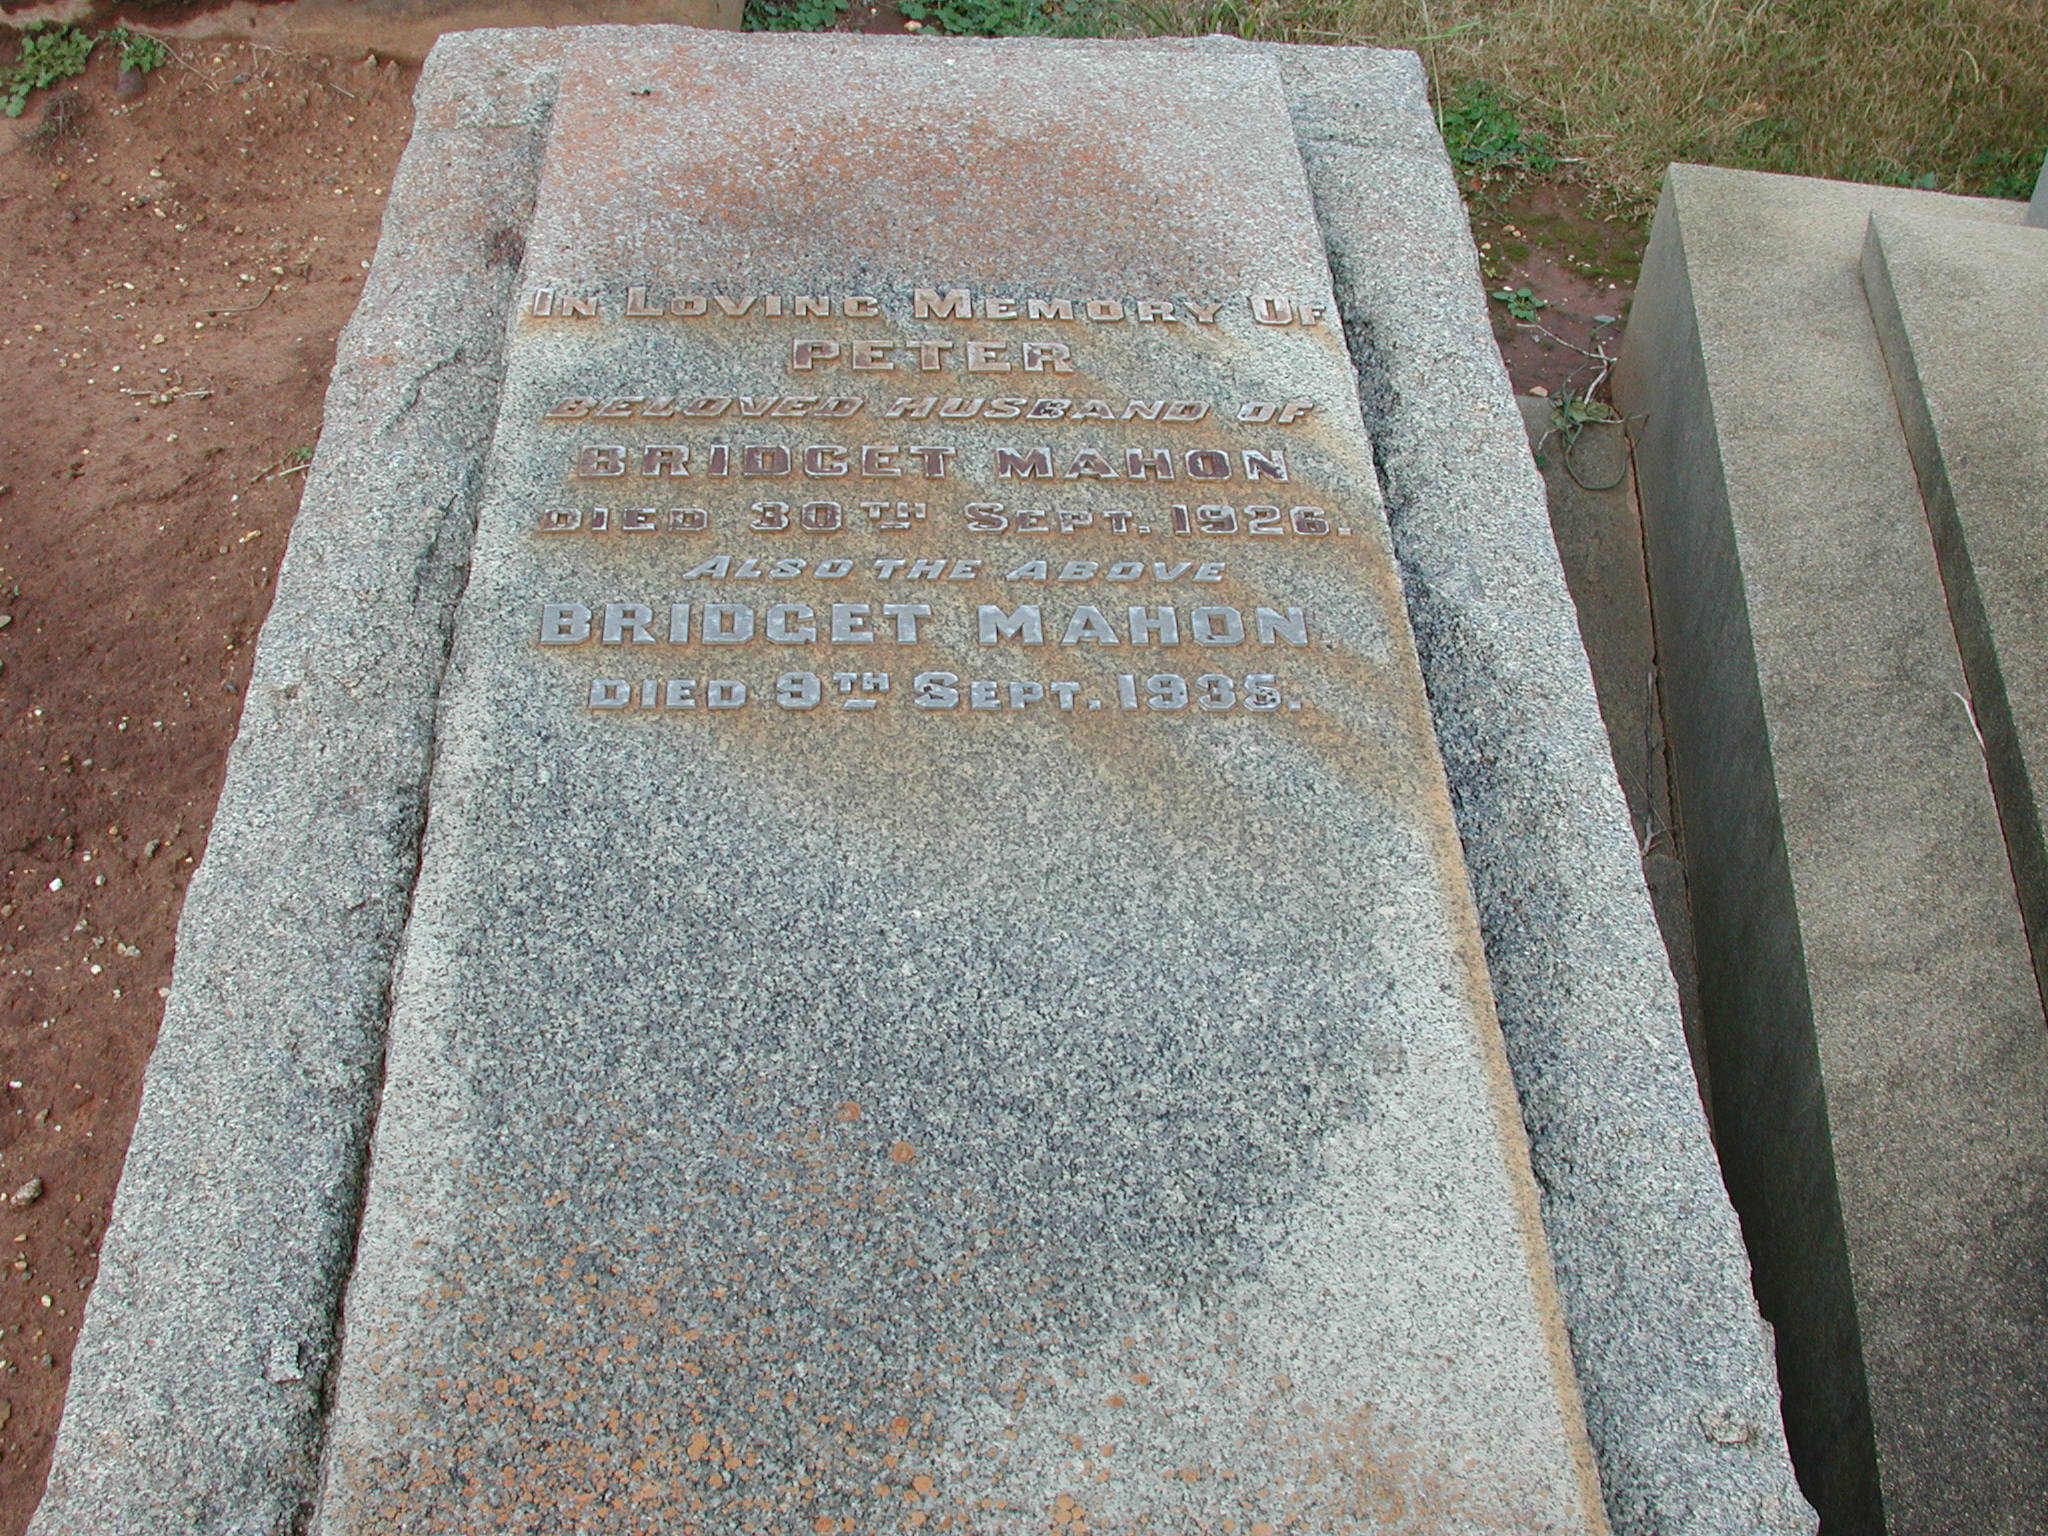 In Loving Memory Of
PETER
BELOVED HUSBAND OF
BRIDGET MAHON
DIED 30TH SEPT. 1926.
ALSO THE ABOVE
BRIDGET MAHON
DIED 9TH SEPT. 1935.